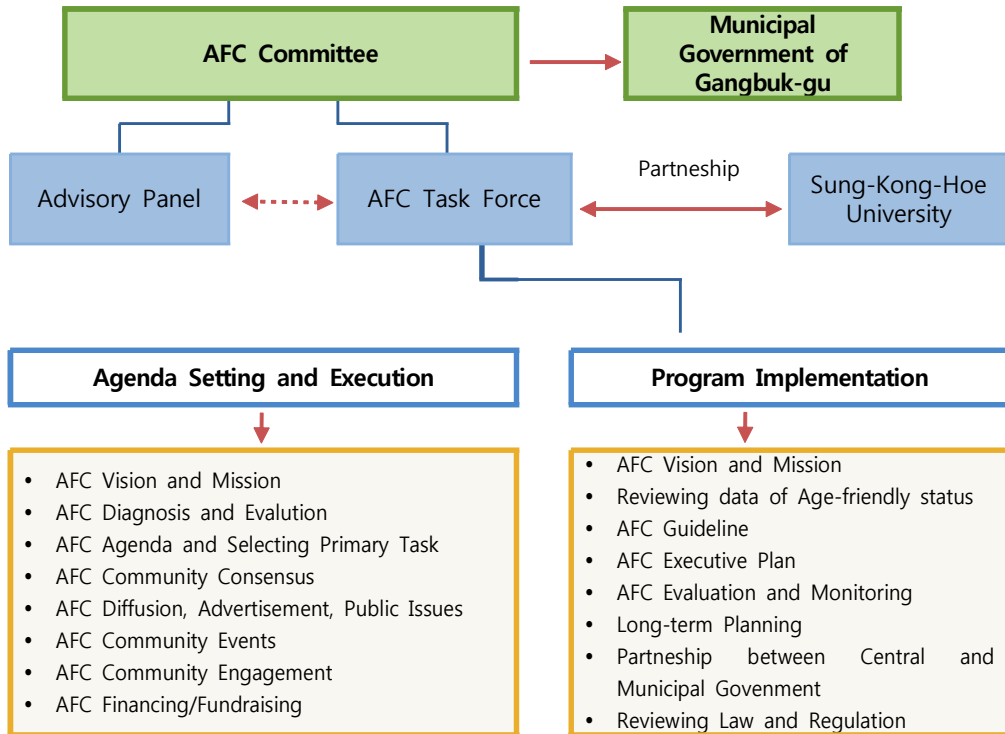 AFC Committee
Municipal
Government of
Gangbuk-gu
Advisory Panel
AFC Task Force
Partneship
Sung-Kong-Hoe
University
Agenda Setting and Execution
Program Implementation
• AFC Vision and Mission
• AFC Diagnosis and Evalution
• AFC Agenda and Selecting Primary Task
• AFC Community Consensus
• AFC Diffusion, Advertisement, Public Issues
• AFC Community Events
• AFC Community Engagement
• AFC Financing/Fundraising
• AFC Vision and Mission
• Reviewing data of Age-friendly status
• AFC Guideline
• AFC Executive Plan
• AFC Evaluation and Monitoring
• Long-term Planning
• Partneship between Central and
Municipal Govenment
• Reviewing Law and Regulation